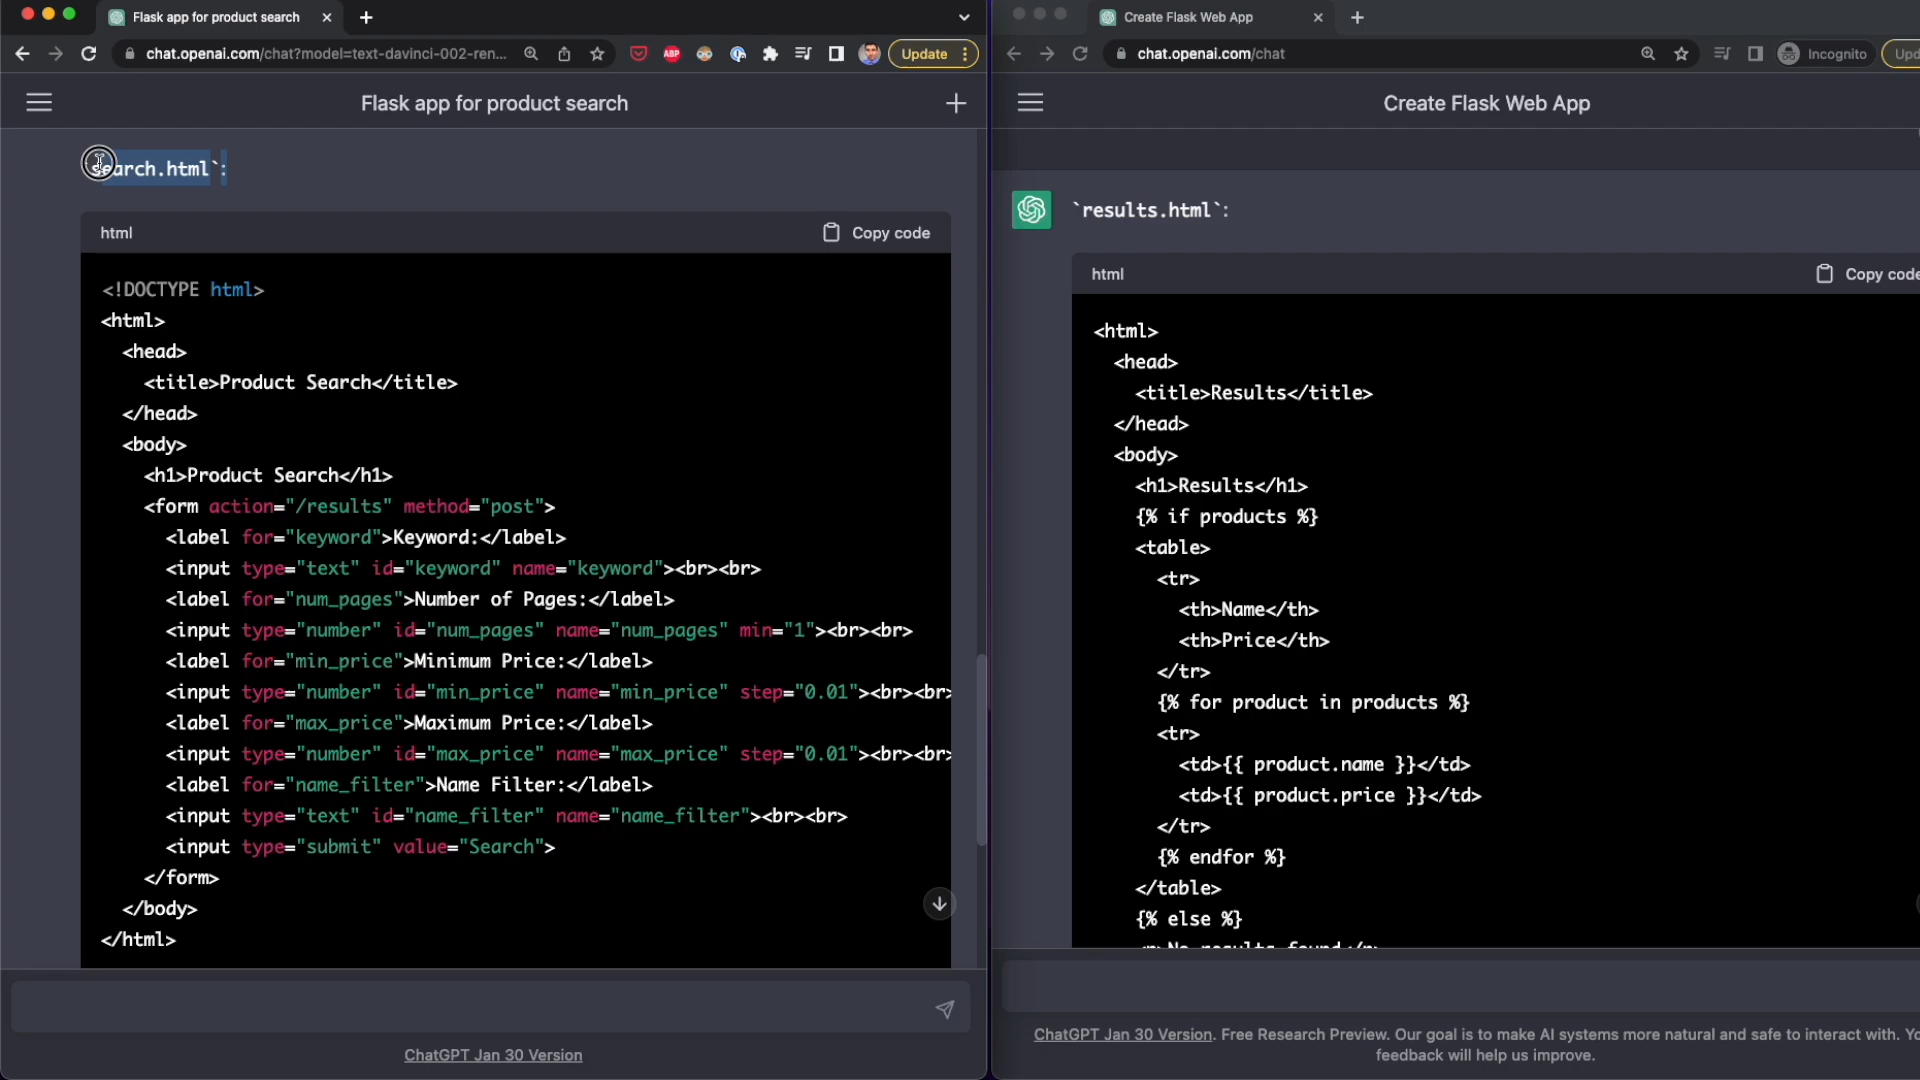 Flask app for product search
chat.openai.com/chat?model=text-davinci-002-ren...
ABP
Update
Flask app for product search
search.html`:
html
Copy code
<!DOCTYPE html>
<html>
<head>
<title>Product Search</title>
</head>
<body>
<h1>Product Search</h1>
<form action="/results" method="post">
<label for="keyword">Keyword:</label>
<input type="text" id="keyword" name="keyword"><br><br>
<label for="num_pages">Number of Pages:</label>
<input type="number" id="num_pages" name="num_pages" min="1"><br><br>
<label for="min_price">Minimum Price:</label>
<input type="number" id="min_price" name="min_price" step="0.01"><br><br>
<label for="max_price">Maximum Price:</label>
<input type="number" id="max_price" name="max_price" step="0.01"><br><br>
<label for="name_filter">Name Filter:</label>
<input type="text" id="name_filter" name="name_filter"><br><br>
<input type="submit" value="Search">
</form>
</body>
</html>
ChatGPT Jan 30 Version
Create Flask Web App
chat.openai.com/chat
Incognito
Upd
Create Flask Web App
`results.html`:
html
Copy code
<html>
<head>
<title>Results</title>
</head>
<body>
<h1>Results</h1>
{% if products %}
<table>
<tr>
<th>Name</th>
<th>Price</th>
</tr>
{% for product in products %}
<tr>
<td>{{ product.name }}</td>
<td>{{ product.price }}</td>
</tr>
{% endfor %}
</table>
{% else %}
<p>No results found</p>
ChatGPT Jan 30 Version. Free Research Preview. Our goal is to make AI systems more natural and safe to interact with. Yo
feedback will help us improve.